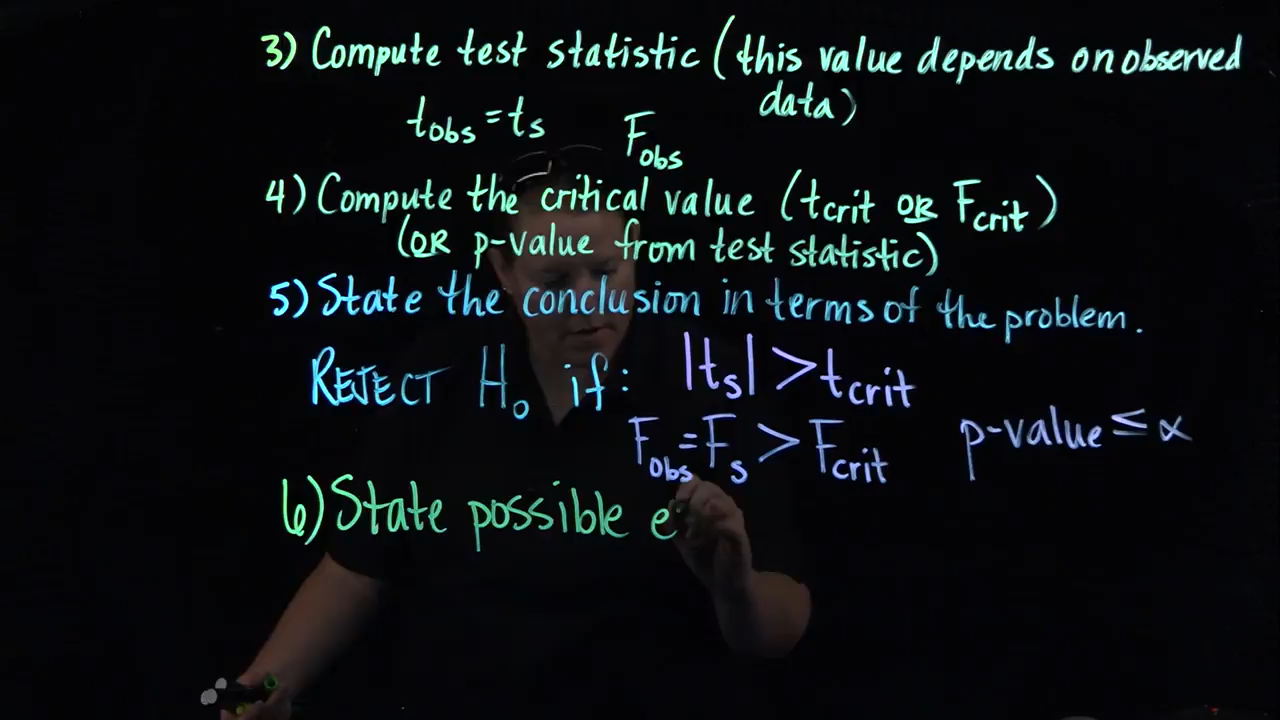 3) Compute test statistic (this value depends on observed
data)
tobs = ts Fobs
4) Compute the critical value (tcrit OR Fcrit)
(OR p-value from test statistic)
5) State the conclusion in terms of the problem.
REJECT H₀ if: |ts| > tcrit
Fobs = Fs > Fcrit p-value ≤ α
6) State possible e